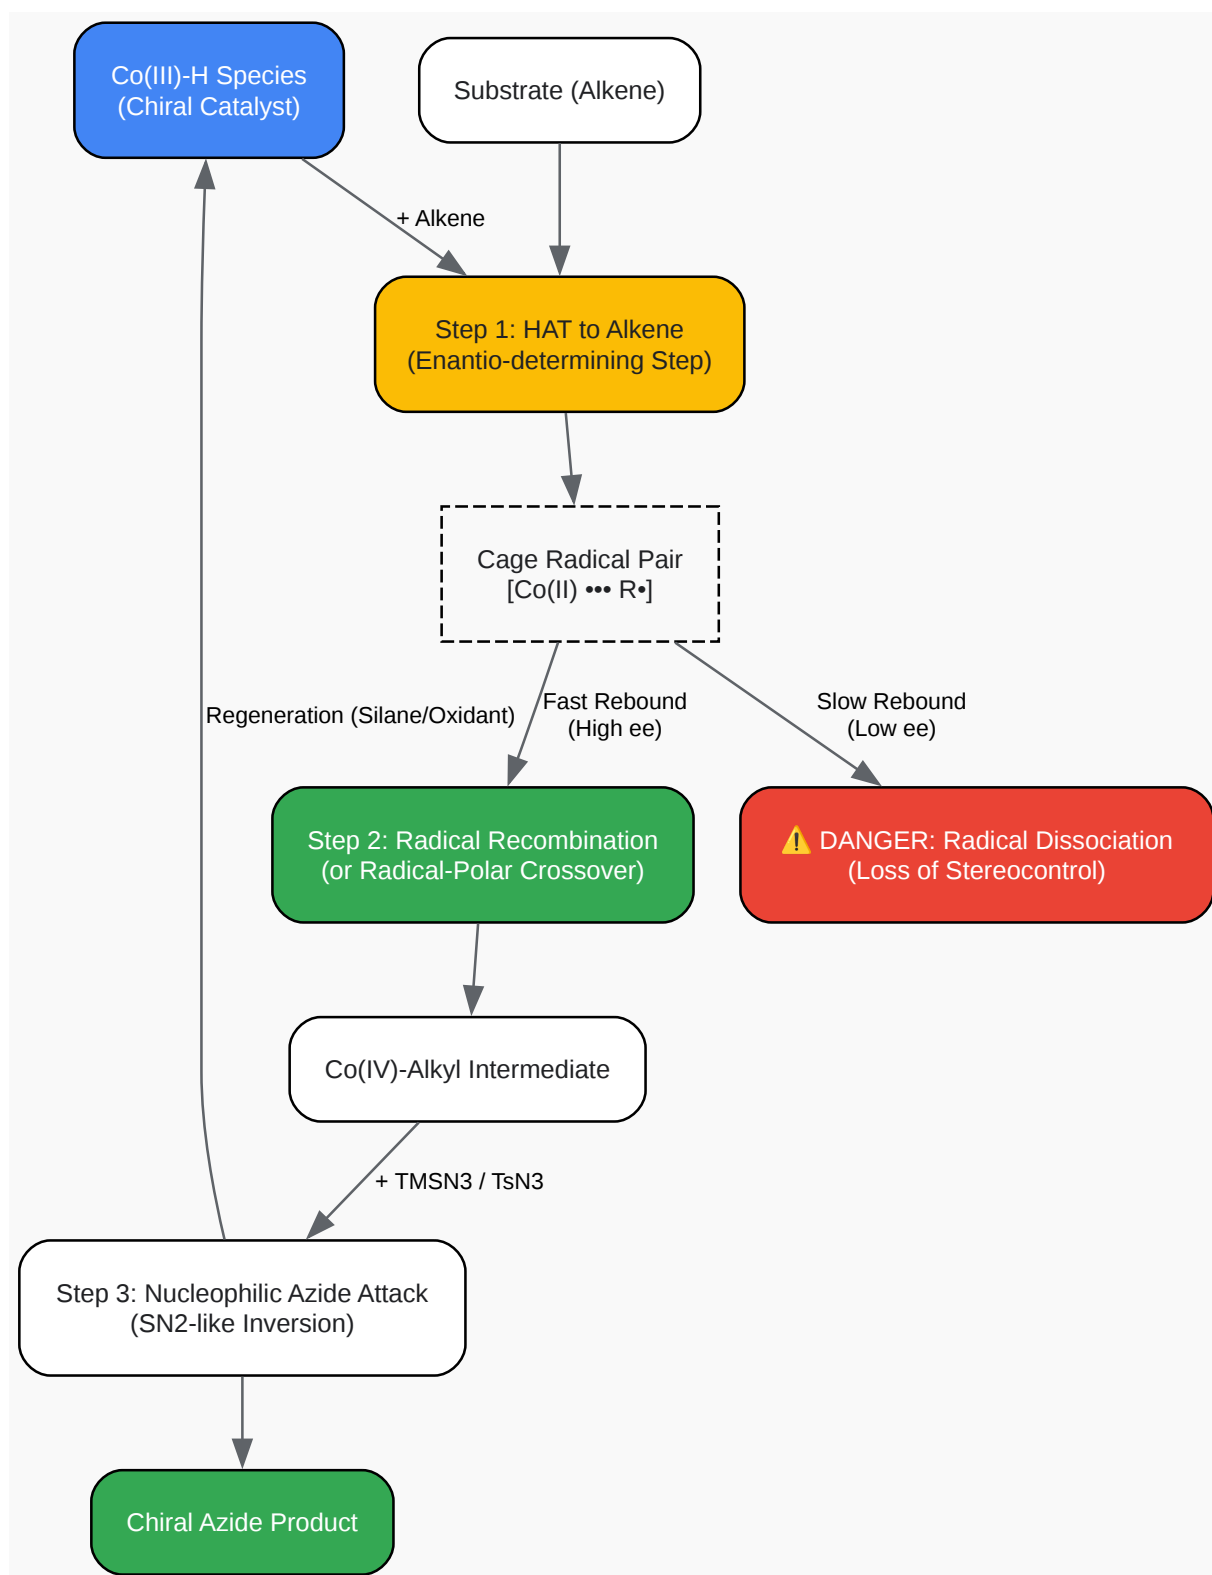 Co(III)-H Species
(Chiral Catalyst)
Substrate (Alkene)
+ Alkene
Step 1: HAT to Alkene
(Enantio-determining Step)
Cage Radical Pair
[Co(II) ••• R•]
Regeneration (Silane/Oxidant)
Fast Rebound
(High ee)
Slow Rebound
(Low ee)
Step 2: Radical Recombination
(or Radical-Polar Crossover)
⚠️ DANGER: Radical Dissociation
(Loss of Stereocontrol)
Co(IV)-Alkyl Intermediate
+ TMSN3 / TsN3
Step 3: Nucleophilic Azide Attack
(SN2-like Inversion)
Chiral Azide Product